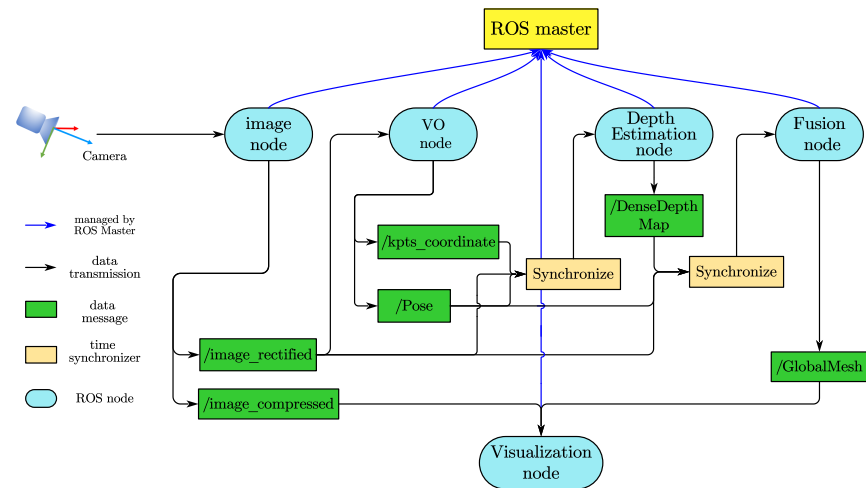 ROS master
image
node
VO
node
Depth
Estimation
node
Fusion
node
Camera
managed by
ROS Master
data
transmission
data
message
time
synchronizer
ROS node
/DenseDepth
Map
/kpts_coordinate
Synchronize
Synchronize
/Pose
/image_rectified
/GlobalMesh
/image_compressed
Visualization
node